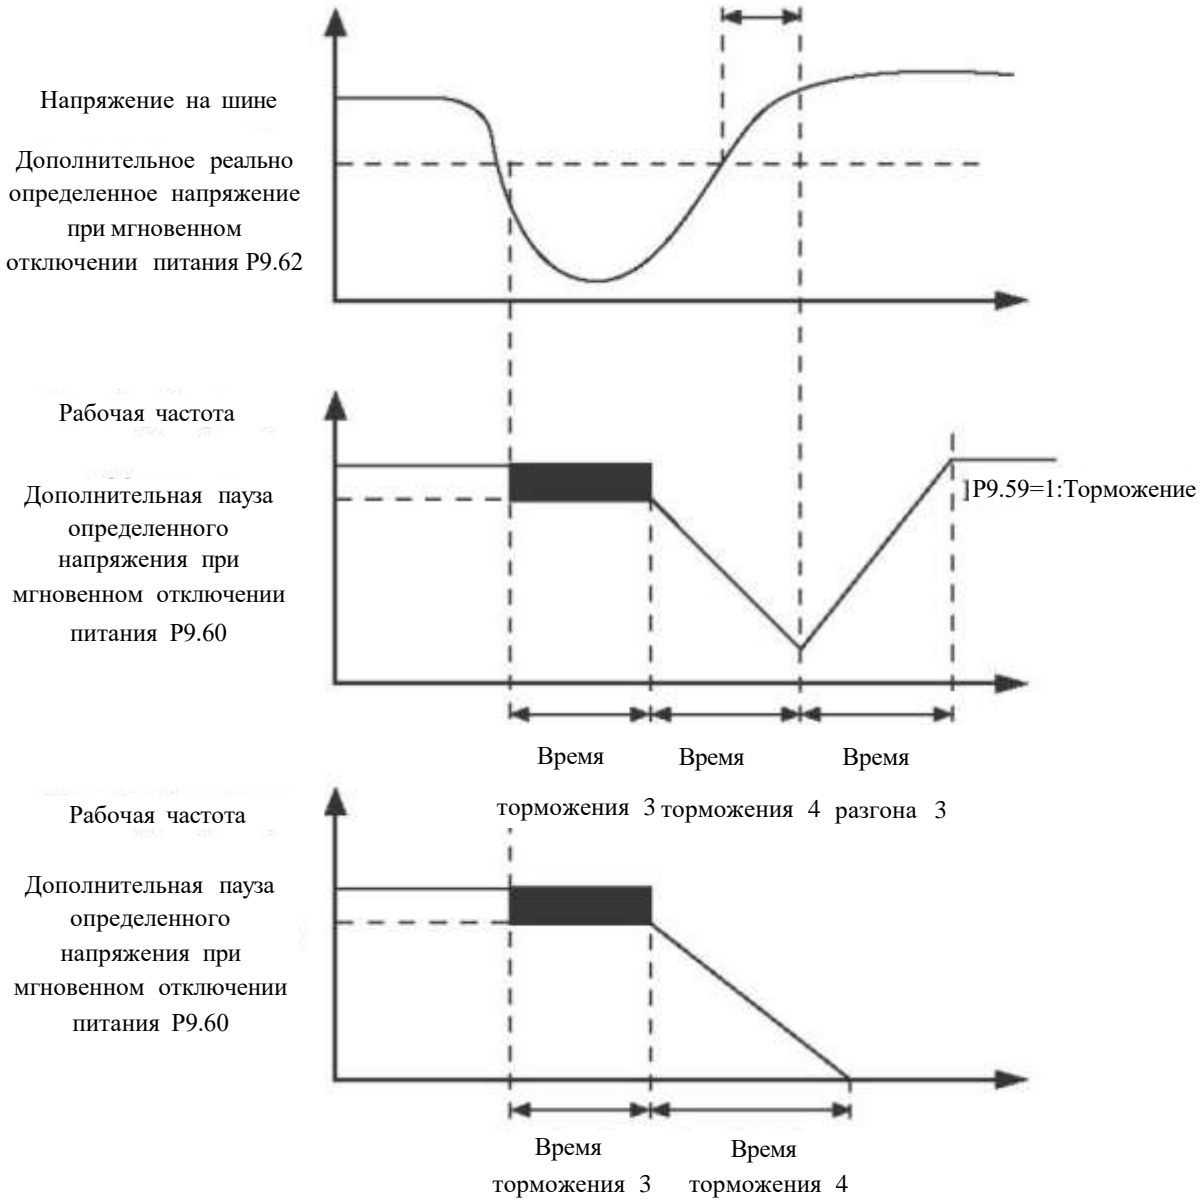 Напряжение на шине
Дополнительное реально
определенное напряжение
при мгновенном
отключении питания P9.62
Рабочая частота
Дополнительная пауза
определенного
напряжения при
мгновенном отключении
питания P9.60
]P9.59=1:Торможение
Время Время Время
торможения 3 торможения 4 разгона 3
Рабочая частота
Дополнительная пауза
определенного
напряжения при
мгновенном отключении
питания P9.60
Время Время
торможения 3 торможения 4